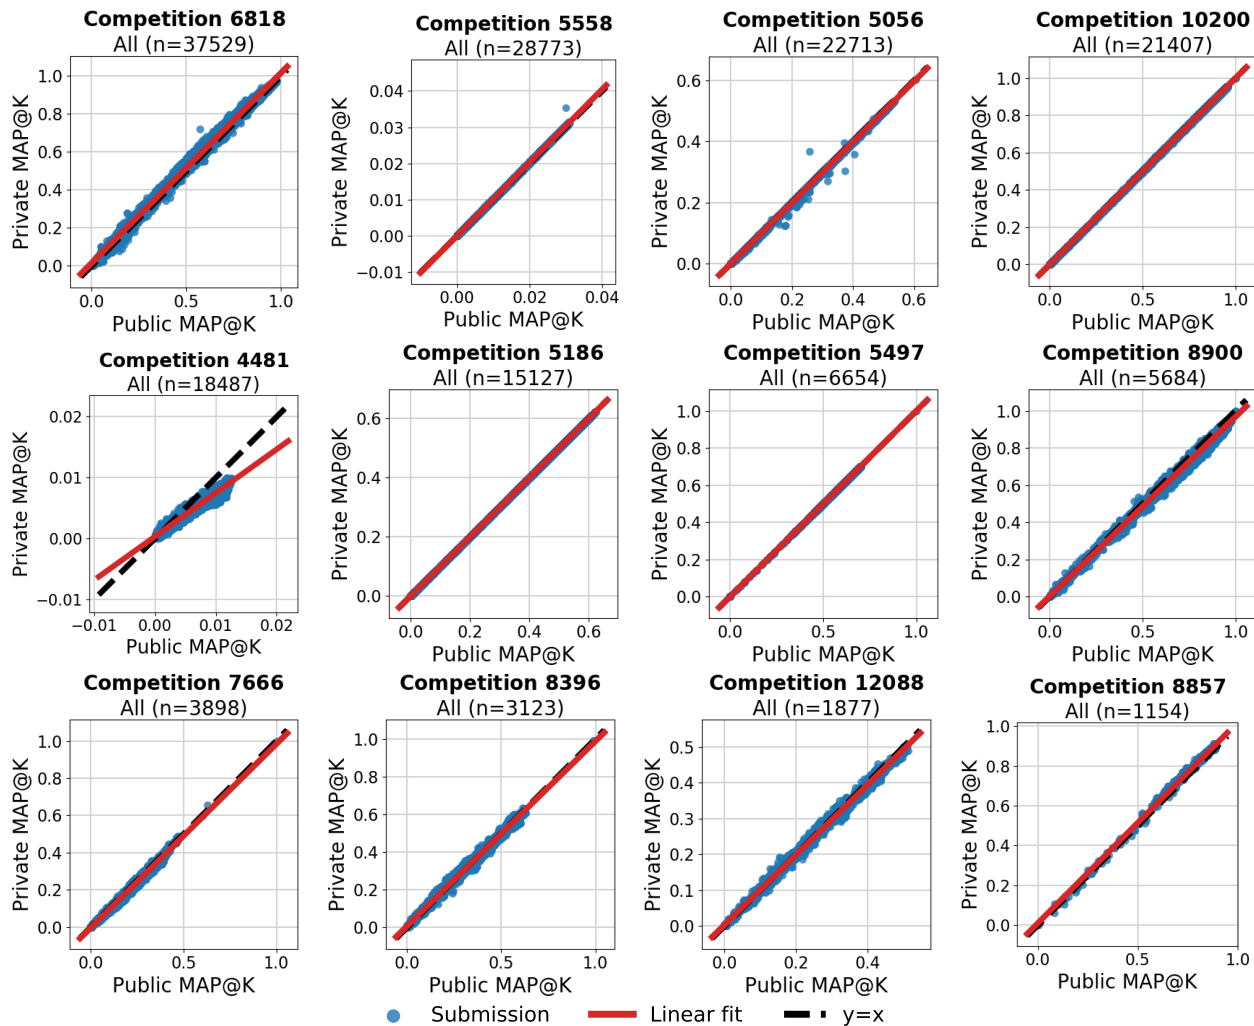 Competition 6818
All (n=37529)
Private MAP@K
1.0
0.8
0.6
0.4
0.2
0.0
0.0 0.5 1.0
Public MAP@K
Competition 5558
All (n=28773)
Private MAP@K
0.04
0.03
0.02
0.01
0.00
−0.01
0.00 0.02 0.04
Public MAP@K
Competition 5056
All (n=22713)
Private MAP@K
0.6
0.4
0.2
0.0
0.0 0.2 0.4 0.6
Public MAP@K
Competition 10200
All (n=21407)
Private MAP@K
1.0
0.8
0.6
0.4
0.2
0.0
0.0 0.5 1.0
Public MAP@K
Competition 4481
All (n=18487)
Private MAP@K
0.02
0.01
0.00
−0.01
−0.01 0.00 0.01 0.02
Public MAP@K
Competition 5186
All (n=15127)
Private MAP@K
0.6
0.4
0.2
0.0
0.0 0.2 0.4 0.6
Public MAP@K
Competition 5497
All (n=6654)
Private MAP@K
1.0
0.8
0.6
0.4
0.2
0.0
0.0 0.5 1.0
Public MAP@K
Competition 8900
All (n=5684)
Private MAP@K
1.0
0.8
0.6
0.4
0.2
0.0
0.0 0.5 1.0
Public MAP@K
Competition 7666
All (n=3898)
Private MAP@K
1.0
0.8
0.6
0.4
0.2
0.0
0.0 0.5 1.0
Public MAP@K
Competition 8396
All (n=3123)
Private MAP@K
1.0
0.8
0.6
0.4
0.2
0.0
0.0 0.5 1.0
Public MAP@K
Competition 12088
All (n=1877)
Private MAP@K
0.5
0.4
0.3
0.2
0.1
0.0
0.0 0.2 0.4
Public MAP@K
Competition 8857
All (n=1154)
Private MAP@K
1.0
0.8
0.6
0.4
0.2
0.0
0.0 0.5 1.0
Public MAP@K
Submission Linear fit y=x